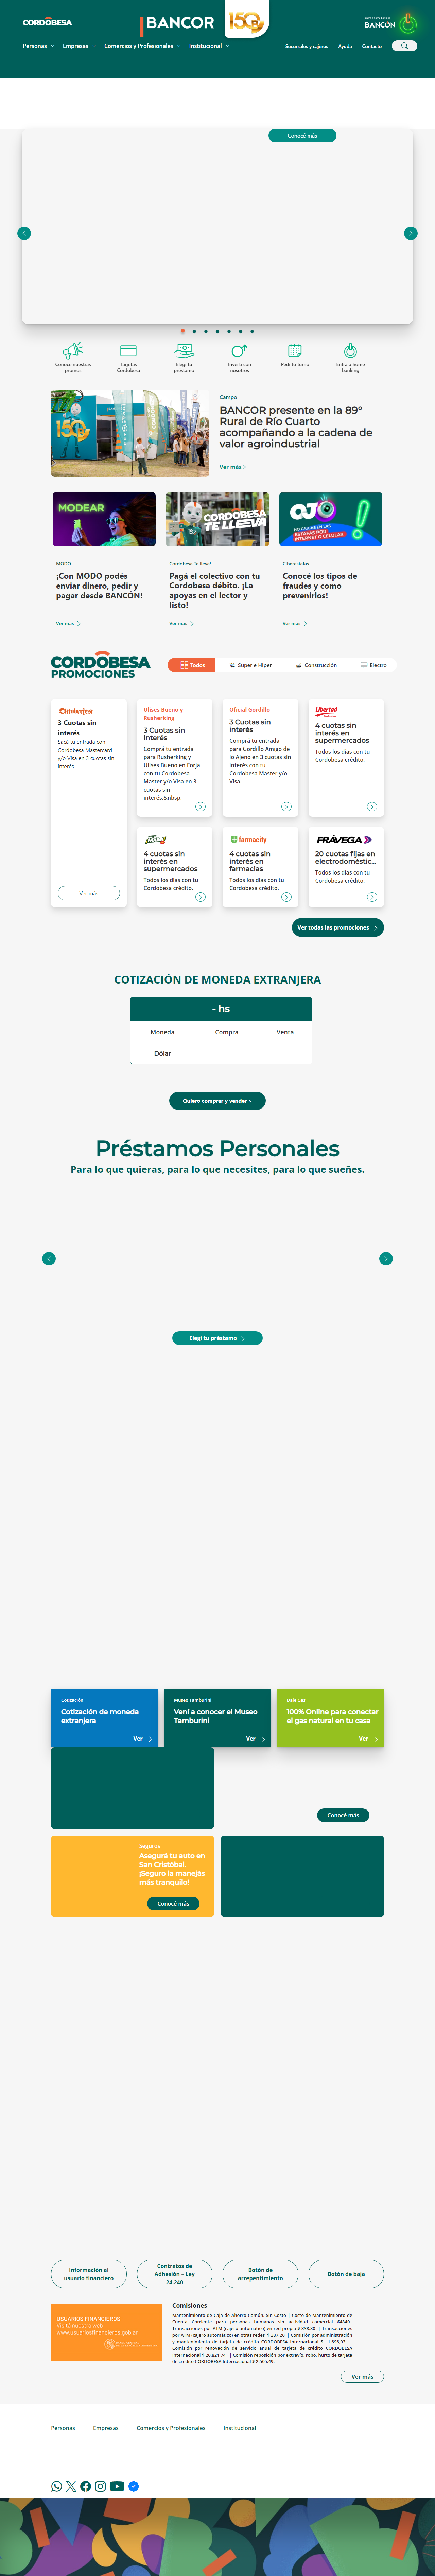 CORDOBESA
BANCOR
150 B
BANCON
Personas
Empresas
Comercios y Profesionales
Institucional
Sucursales y cajeros
Ayuda
Contacto
Conocé más
Conocé nuestras promos
Tarjetas Cordobesa
Elegí tu préstamo
Invertí con nosotros
Pedí tu turno
Entrá a home banking
Campo
BANCOR presente en la 89°
Rural de Río Cuarto
acompañando a la cadena de
valor agroindustrial
Ver más
MODEAR
CORDOBESA
TE LLEVA
OJO
NO CAIGAS EN LAS
ESTAFAS POR
INTERNET O CELULAR
MODO
¡Con MODO podés
enviar dinero, pedir y
pagar desde BANCÓN!
Ver más
Cordobesa Te lleva!
Pagá el colectivo con tu
Cordobesa débito. ¡La
apoyas en el lector y
listo!
Ver más
Ciberestafas
Conocé los tipos de
fraudes y como
prevenirlos!
Ver más
CORDOBESA
PROMOCIONES
Todos
Super e Hiper
Construcción
Electro
Oktoberfest
3 Cuotas sin
interés
Sacá tu entrada con
Cordobesa Mastercard
y/o Visa en 3 cuotas sin
interés.
Ver más
Ulises Bueno y
Rusherking
3 Cuotas sin
interés
Comprá tu entrada
para Rusherking y
Ulises Bueno en Forja
con tu Cordobesa
Master y/o Visa en 3
cuotas sin
interés.&nbsp;
Oficial Gordillo
3 Cuotas sin
interés
Comprá tu entrada
para Gordillo Amigo de
lo Ajeno en 3 cuotas sin
interés con tu
Cordobesa Master y/o
Visa.
Libertad
4 cuotas sin
interés en
supermercados
Todos los días con tu
Cordobesa crédito.
4 cuotas sin
interés en
supermercados
Todos los días con tu
Cordobesa crédito.
farmacity
4 cuotas sin
interés en
farmacias
Todos los días con tu
Cordobesa crédito.
FRÁVEGA
20 cuotas fijas en
electrodoméstic...
Todos los días con tu
Cordobesa crédito.
Ver todas las promociones
COTIZACIÓN DE MONEDA EXTRANJERA
- hs
Moneda
Compra
Venta
Dólar
Quiero comprar y vender >
Préstamos Personales
Para lo que quieras, para lo que necesites, para lo que sueñes.
Elegí tu préstamo
Cotización
Cotización de moneda
extranjera
Ver
Museo Tamburini
Vení a conocer el Museo
Tamburini
Ver
Dale Gas
100% Online para conectar
el gas natural en tu casa
Ver
Conocé más
Seguros
Asegurá tu auto en
San Cristóbal.
¡Seguro la manejás
más tranquilo!
Conocé más
Información al
usuario financiero
Contratos de
Adhesión – Ley
24.240
Botón de
arrepentimiento
Botón de baja
USUARIOS FINANCIEROS
Visitá nuestra web
www.usuariosfinancieros.gob.ar
Comisiones
Mantenimiento de Caja de Ahorro Común. Sin Costo | Costo de Mantenimiento de
Cuenta Corriente para personas humanas sin actividad comercial $4640|
Transacciones por ATM (cajero automático) en red propia $ 338,80 | Transacciones
por ATM (cajero automático) en otras redes $ 387,20 | Comisión por administración
y mantenimiento de tarjeta de crédito CORDOBESA Internacional $ 1.696,03 |
Comisión por renovación de servicio anual de tarjeta de crédito CORDOBESA
Internacional $ 20.821,74 | Comisión reposición por extravío, robo, hurto de tarjeta
de crédito CORDOBESA Internacional $ 2.505,49.
Ver más
Personas
Empresas
Comercios y Profesionales
Institucional